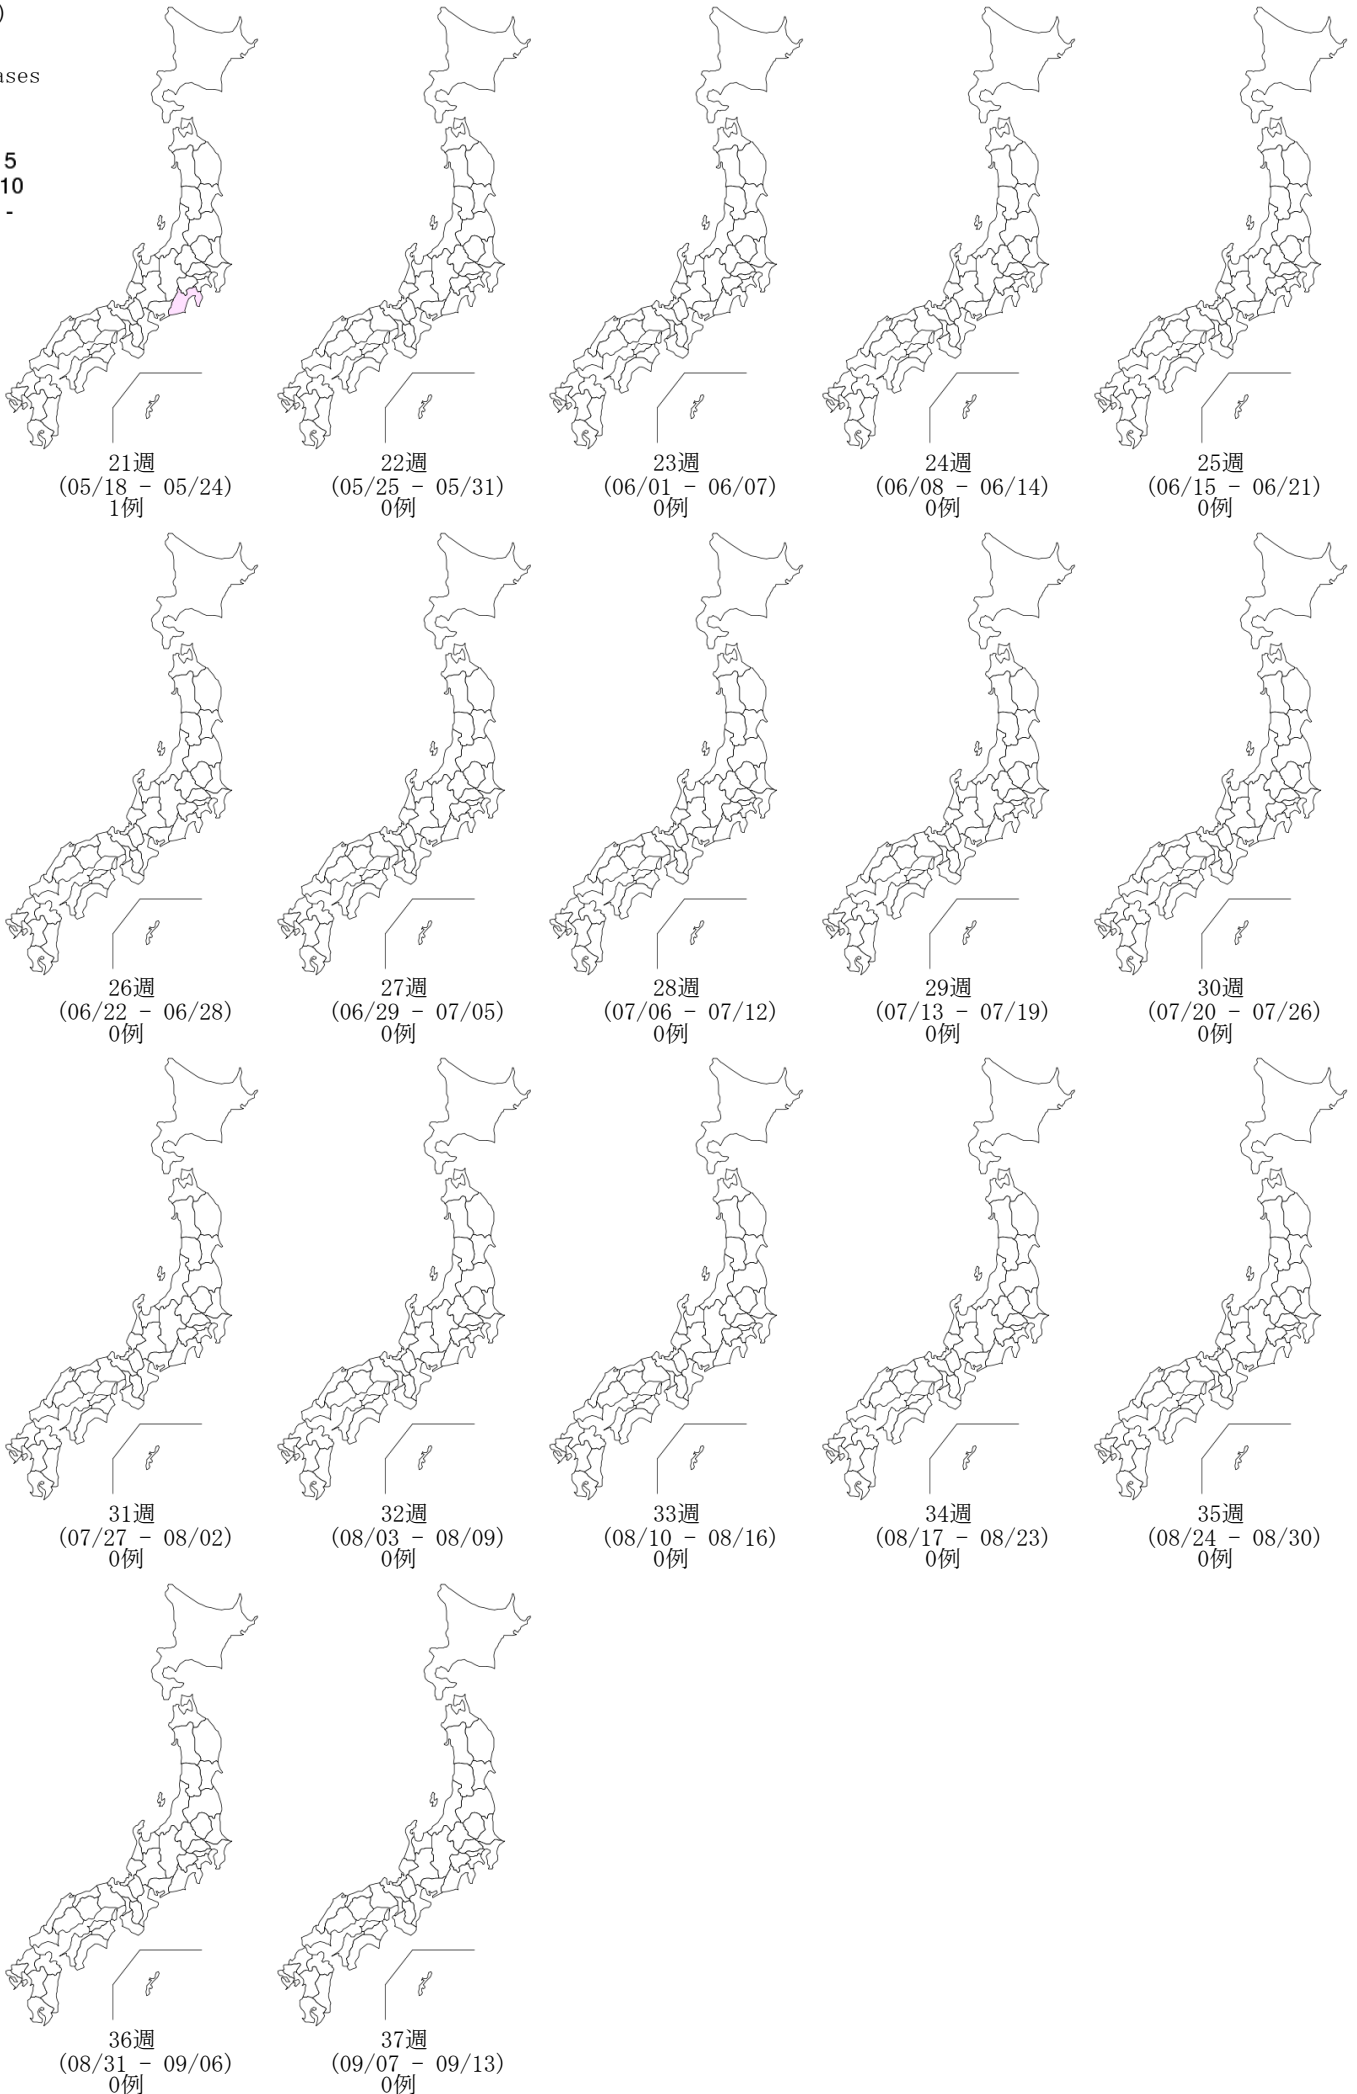 )
ases
5
10
-
21週
(05/18 - 05/24)
1例
22週
(05/25 - 05/31)
0例
23週
(06/01 - 06/07)
0例
24週
(06/08 - 06/14)
0例
25週
(06/15 - 06/21)
0例
26週
(06/22 - 06/28)
0例
27週
(06/29 - 07/05)
0例
28週
(07/06 - 07/12)
0例
29週
(07/13 - 07/19)
0例
30週
(07/20 - 07/26)
0例
31週
(07/27 - 08/02)
0例
32週
(08/03 - 08/09)
0例
33週
(08/10 - 08/16)
0例
34週
(08/17 - 08/23)
0例
35週
(08/24 - 08/30)
0例
36週
(08/31 - 09/06)
0例
37週
(09/07 - 09/13)
0例